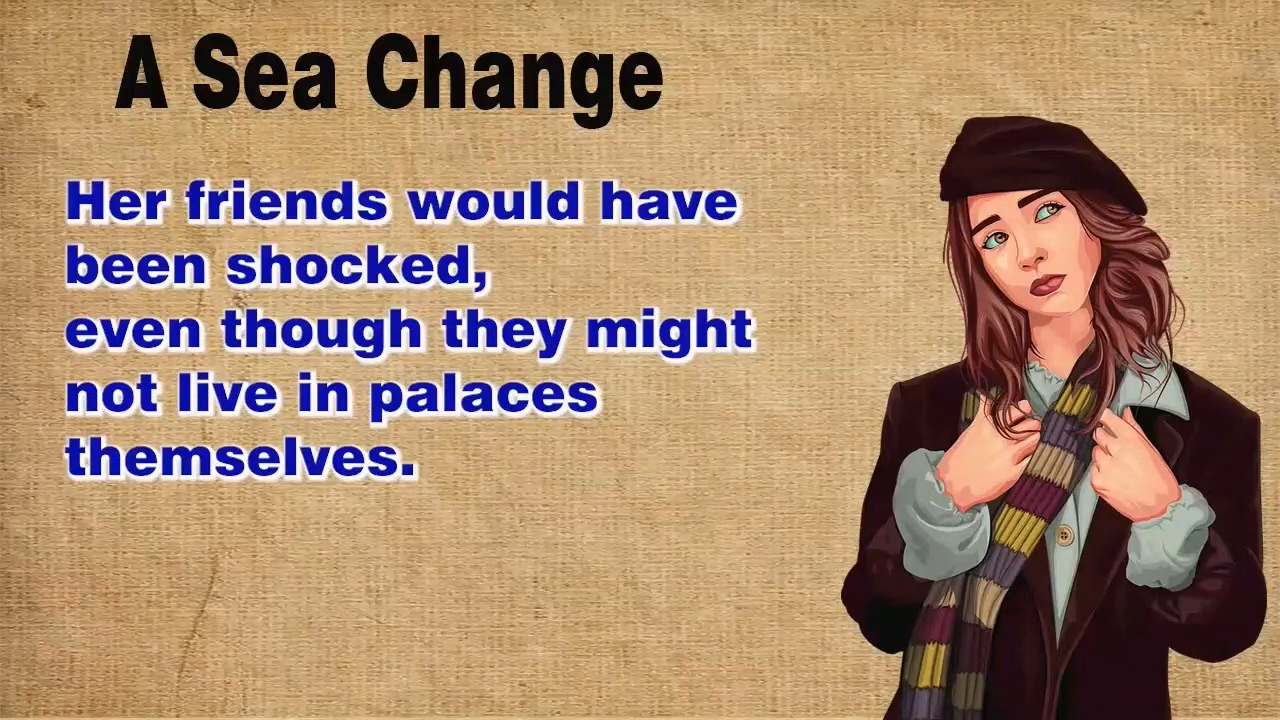 A Sea Change
Her friends would have
been shocked,
even though they might
not live in palaces
themselves.